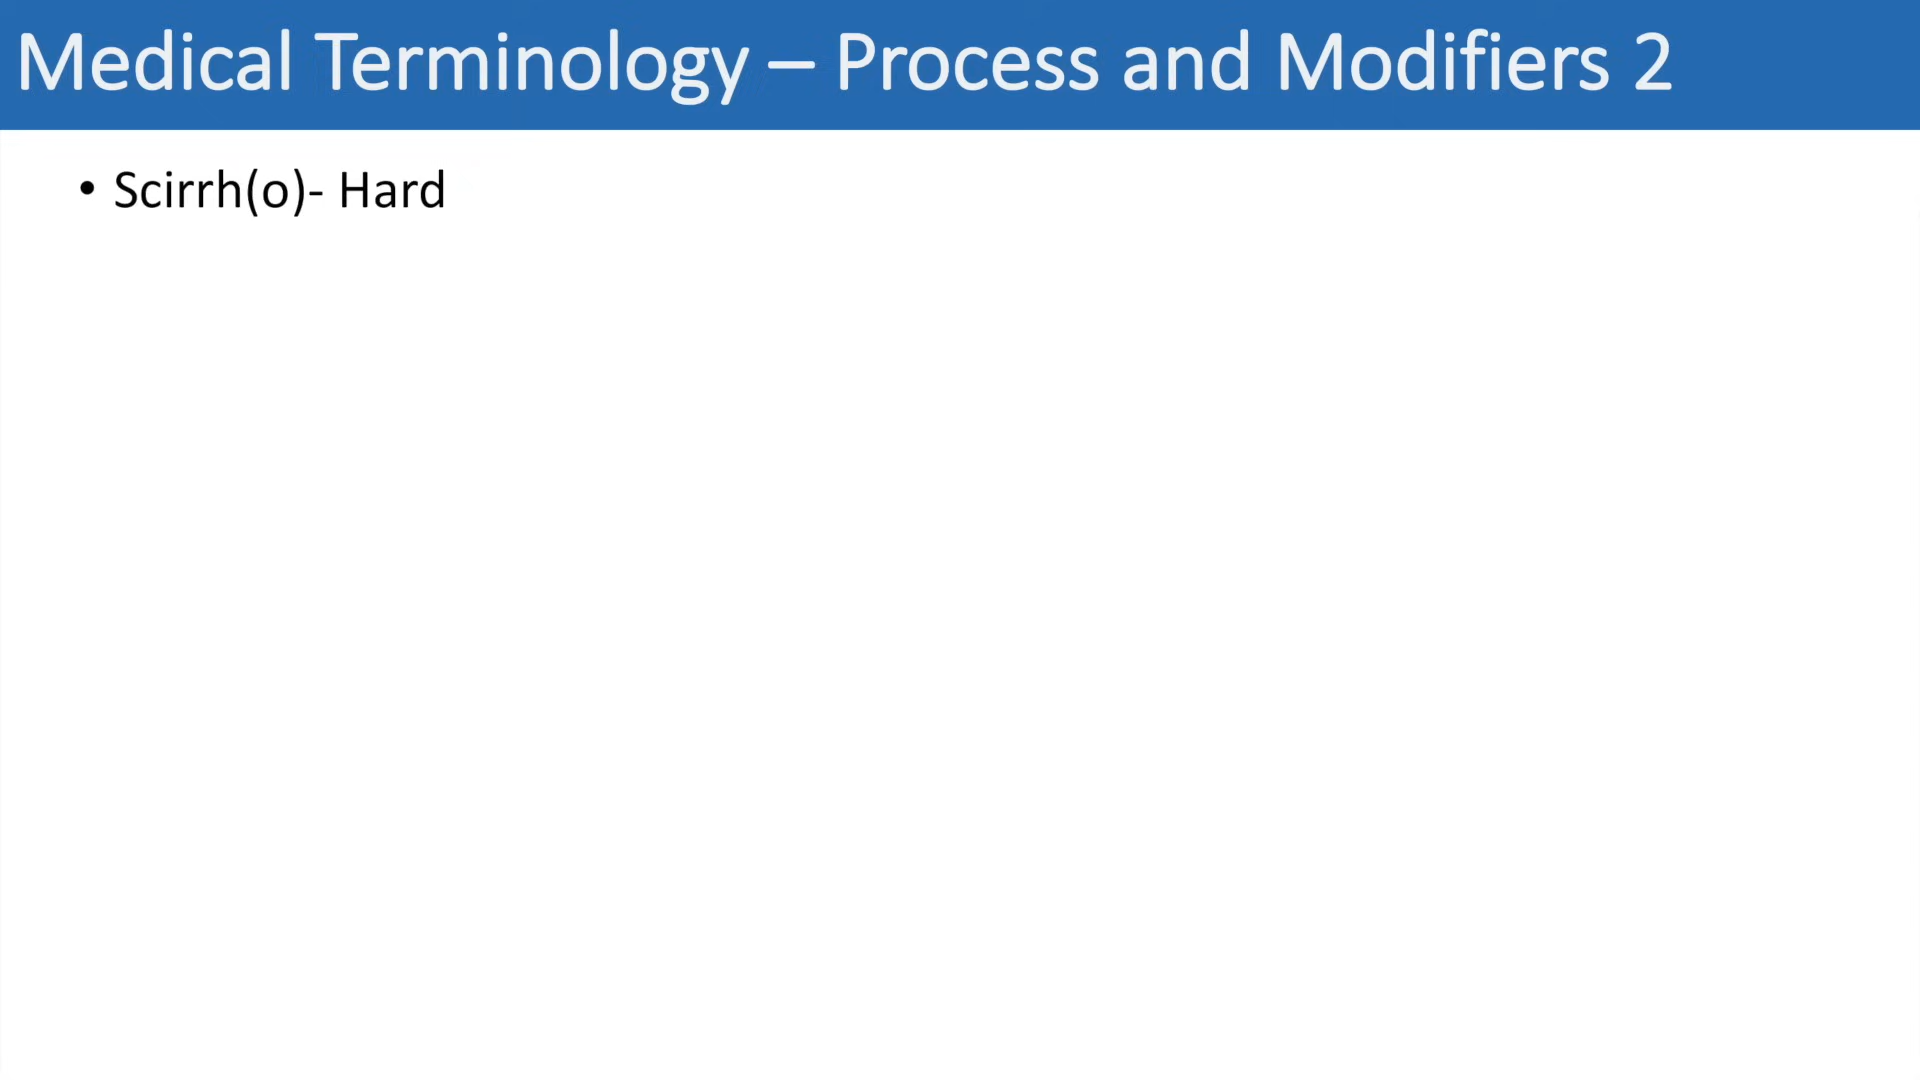 Medical Terminology – Process and Modifiers 2
• Scirrh(o)- Hard